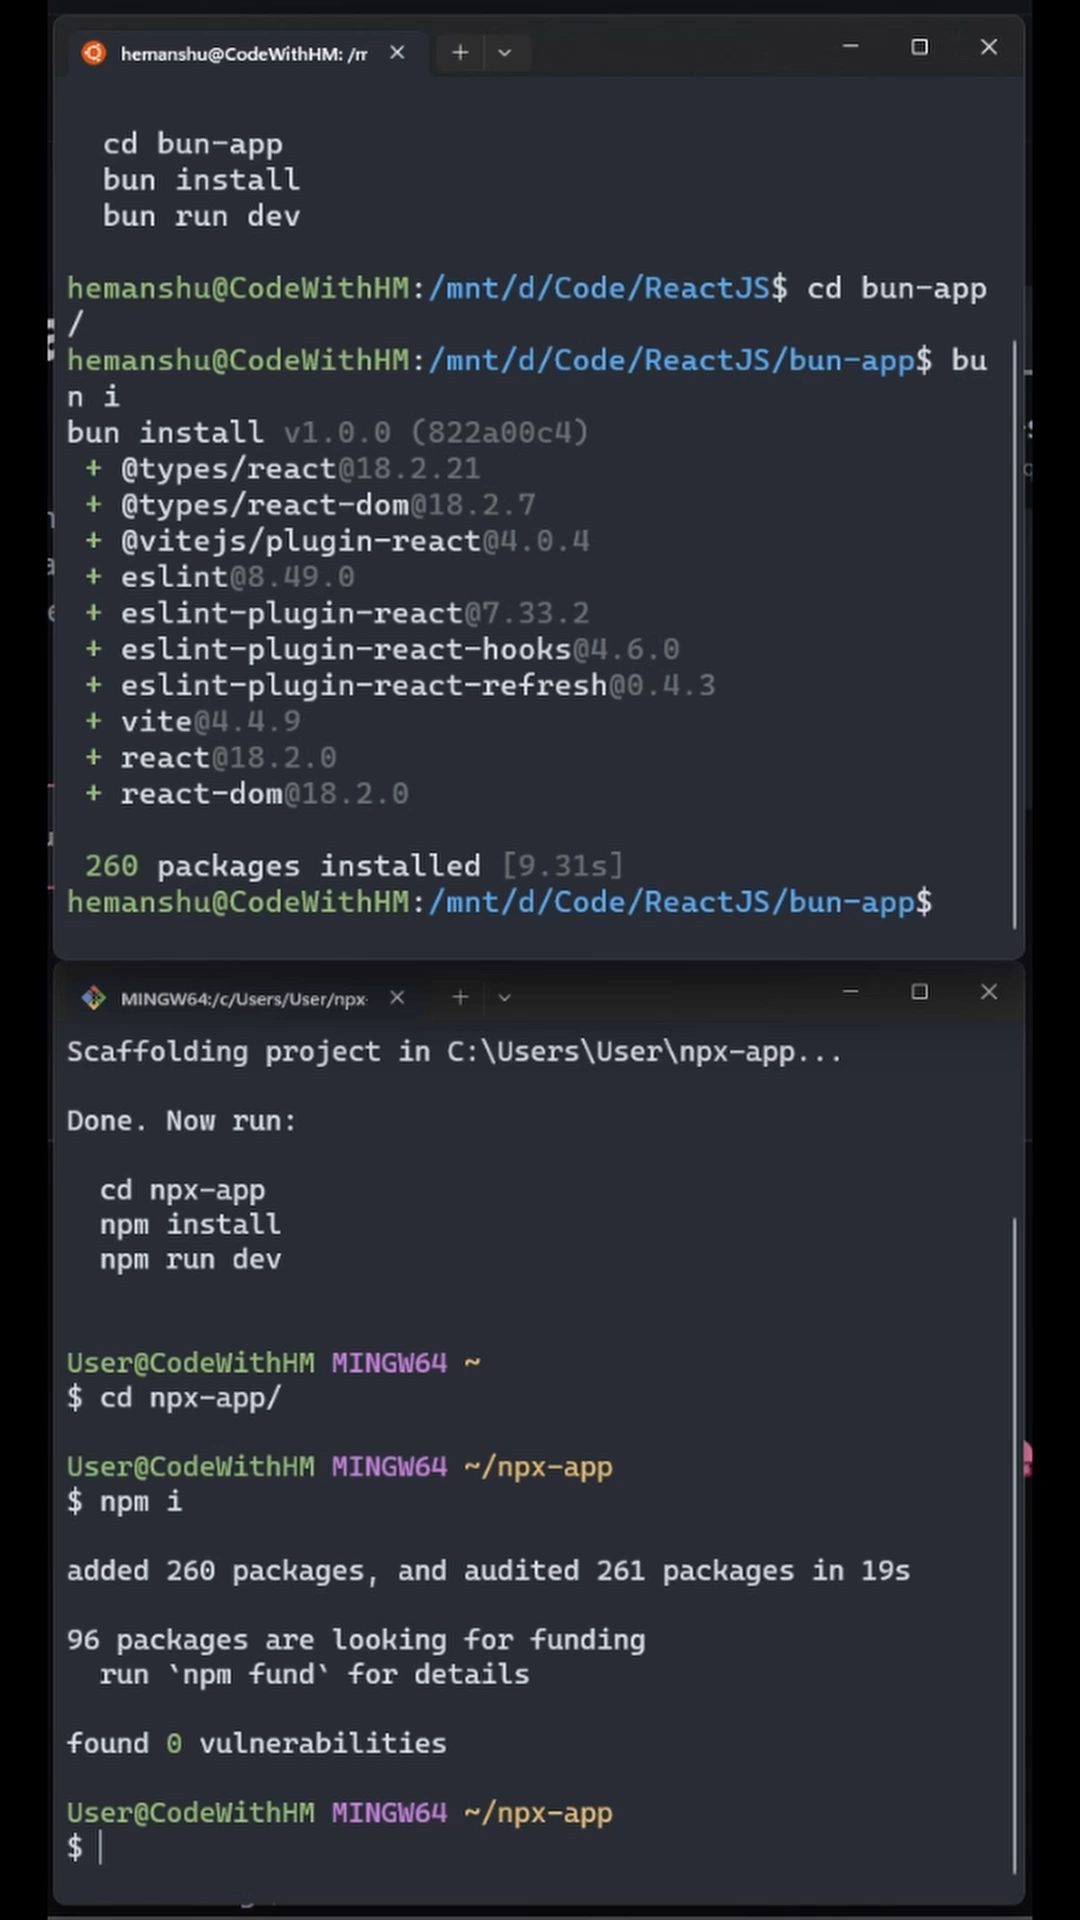 hemanshu@CodeWithHM: /m
cd bun-app
bun install
bun run dev
hemanshu@CodeWithHM:/mnt/d/Code/ReactJS$ cd bun-app
/
hemanshu@CodeWithHM:/mnt/d/Code/ReactJS/bun-app$ bu
n i
bun install v1.0.0 (822a00c4)
+ @types/react@18.2.21
+ @types/react-dom@18.2.7
+ @vitejs/plugin-react@4.0.4
+ eslint@8.49.0
+ eslint-plugin-react@7.33.2
+ eslint-plugin-react-hooks@4.6.0
+ eslint-plugin-react-refresh@0.4.3
+ vite@4.4.9
+ react@18.2.0
+ react-dom@18.2.0
260 packages installed [9.31s]
hemanshu@CodeWithHM:/mnt/d/Code/ReactJS/bun-app$
MINGW64:/c/Users/User/npx-
Scaffolding project in C:\Users\User\npx-app...
Done. Now run:
cd npx-app
npm install
npm run dev
User@CodeWithHM MINGW64 ~
$ cd npx-app/
User@CodeWithHM MINGW64 ~/npx-app
$ npm i
added 260 packages, and audited 261 packages in 19s
96 packages are looking for funding
run `npm fund` for details
found 0 vulnerabilities
User@CodeWithHM MINGW64 ~/npx-app
$